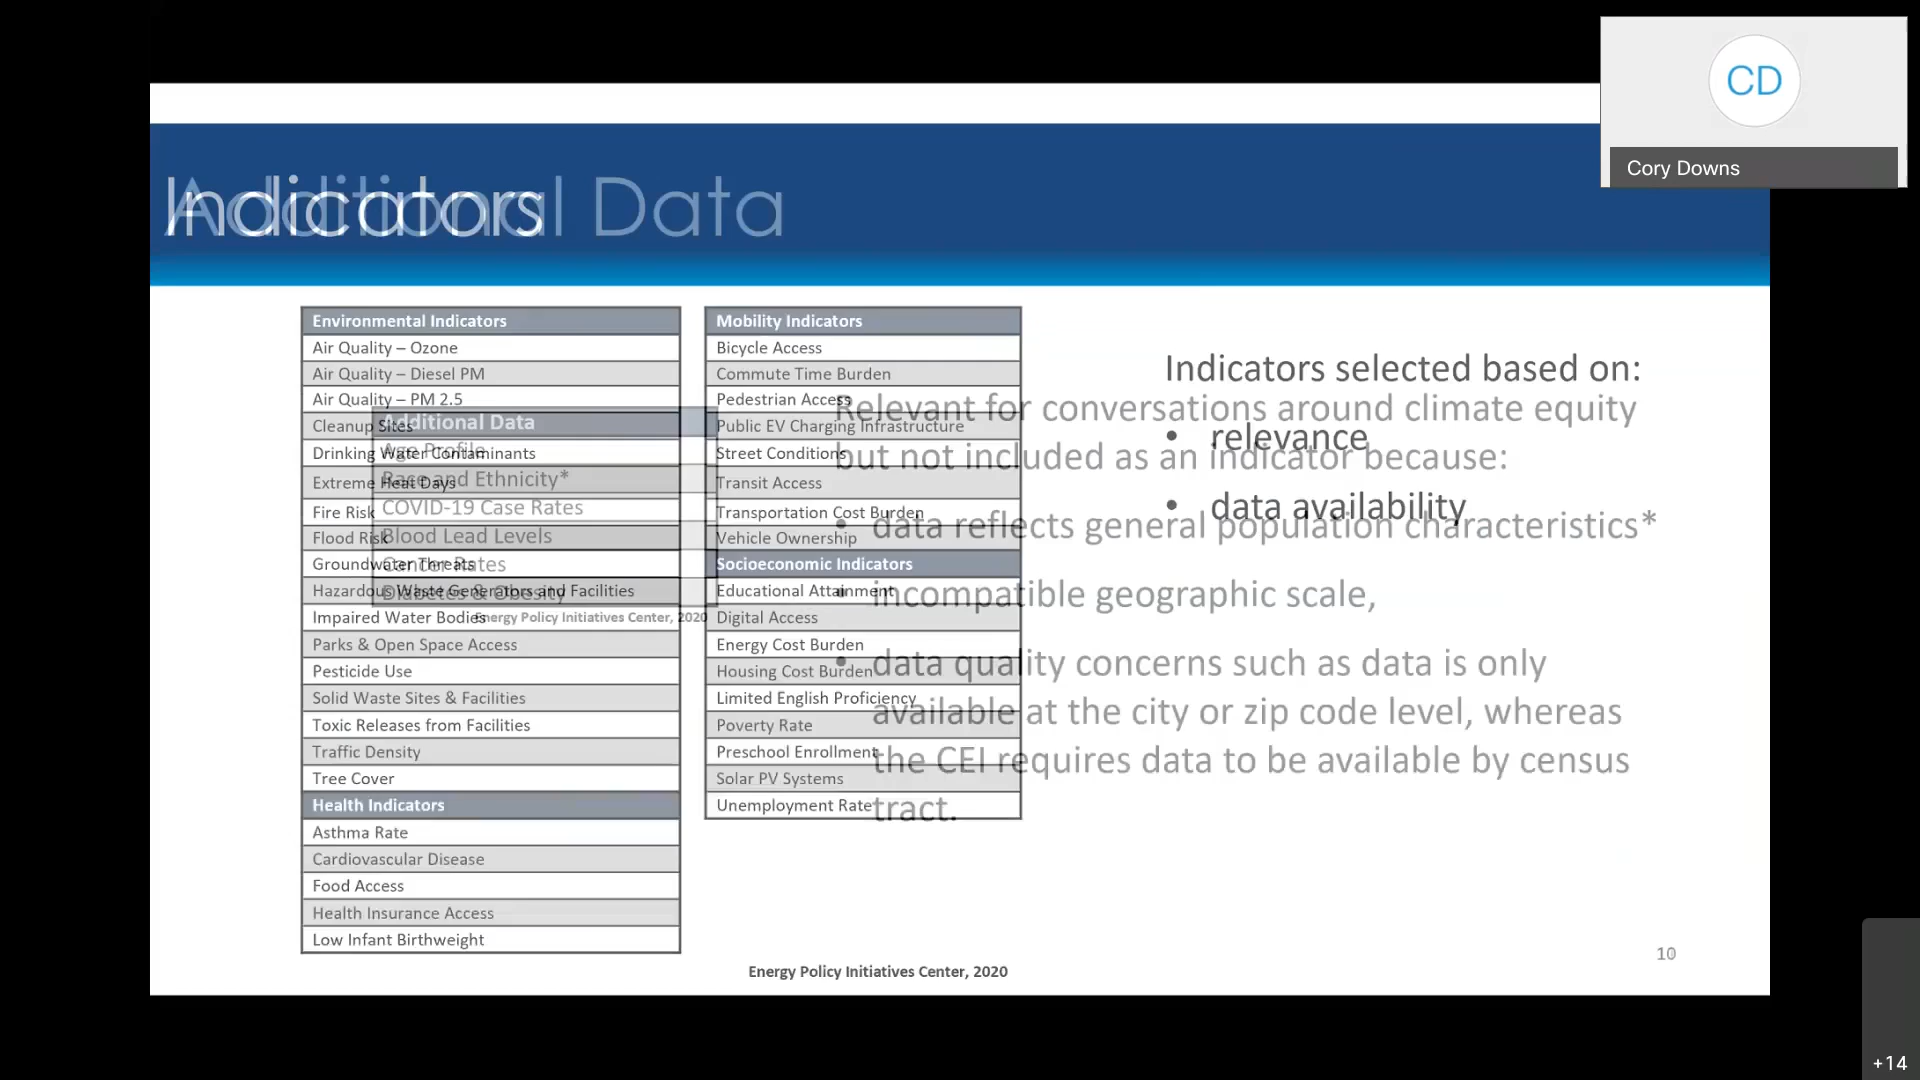 CD
Cory Downs
Indicators
Additional Data
Environmental Indicators
Air Quality – Ozone
Air Quality – Diesel PM
Air Quality – PM 2.5
Cleanup Sites
Drinking Water Contaminants
Extreme Heat Days
Fire Risk
Flood Risk
Groundwater Threats
Hazardous Waste Generators and Facilities
Impaired Water Bodies
Parks & Open Space Access
Pesticide Use
Solid Waste Sites & Facilities
Toxic Releases from Facilities
Traffic Density
Tree Cover
Health Indicators
Asthma Rate
Cardiovascular Disease
Food Access
Health Insurance Access
Low Infant Birthweight
Mobility Indicators
Bicycle Access
Commute Time Burden
Pedestrian Access
Public EV Charging Infrastructure
Street Conditions
Transit Access
Transportation Cost Burden
Vehicle Ownership
Socioeconomic Indicators
Educational Attainment
Digital Access
Energy Cost Burden
Housing Cost Burden
Limited English Proficiency
Poverty Rate
Preschool Enrollment
Solar PV Systems
Unemployment Rate
Energy Policy Initiatives Center, 2020
Indicators selected based on:
• relevance
• data availability
Additional Data
Age Profile
Race and Ethnicity*
COVID-19 Case Rates
Blood Lead Levels
Cancer Rates
Diabetes & Obesity
Energy Policy Initiatives Center, 2020
Relevant for conversations around climate equity
but not included as an indicator because:
• data reflects general population characteristics*
• incompatible geographic scale,
• data quality concerns such as data is only
available at the city or zip code level, whereas
the CEI requires data to be available by census
tract.
10
+14